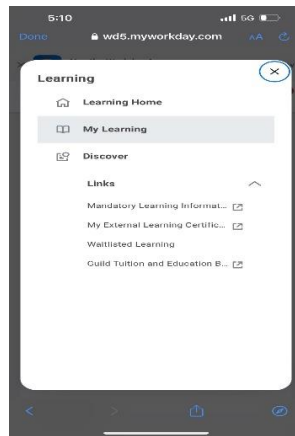 5:10
5G
Done
wd5.myworkday.com
AA
Learning
Learning Home
My Learning
Discover
Links
Mandatory Learning Informat...
My External Learning Certific...
Waitlisted Learning
Guild Tuition and Education B...